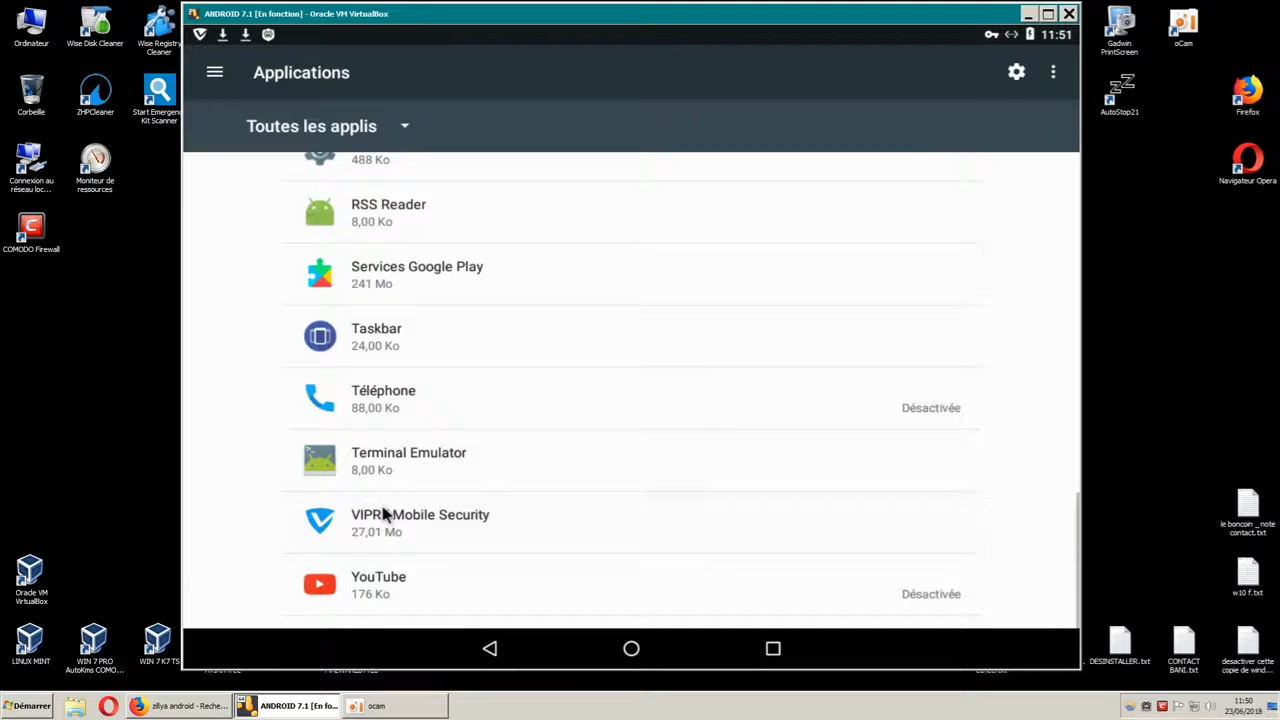 ANDROID 7.1 [En fonction] - Oracle VM VirtualBox
11:51
Applications
Toutes les applis
488 Ko
RSS Reader
8,00 Ko
Services Google Play
241 Mo
Taskbar
24,00 Ko
Téléphone
88,00 Ko
Désactivée
Terminal Emulator
8,00 Ko
VIPRE Mobile Security
27,01 Mo
YouTube
176 Ko
Désactivée
Ordinateur
Wise Disk Cleaner
Wise Registry
Cleaner
Corbeille
ZHPCleaner
Start Emergenc
Kit Scanner
Connexion au
réseau loc...
Moniteur de
ressources
COMODO Firewall
Oracle VM
VirtualBox
LINUX MINT
WIN 7 PRO
AutoKms COMO...
WIN 7 K7 TS
Gadwin
PrintScreen
oCam
AutoStop21
Firefox
Navigateur Opera
le boncoin _note
contact.txt
w10 f.txt
DESINSTALLER.txt
CONTACT
BANI.txt
desactiver cette
copie de wind...
Démarrer
zillya android - Reche...
ANDROID 7.1 [En fo...
ocam
11:50
23/06/2018